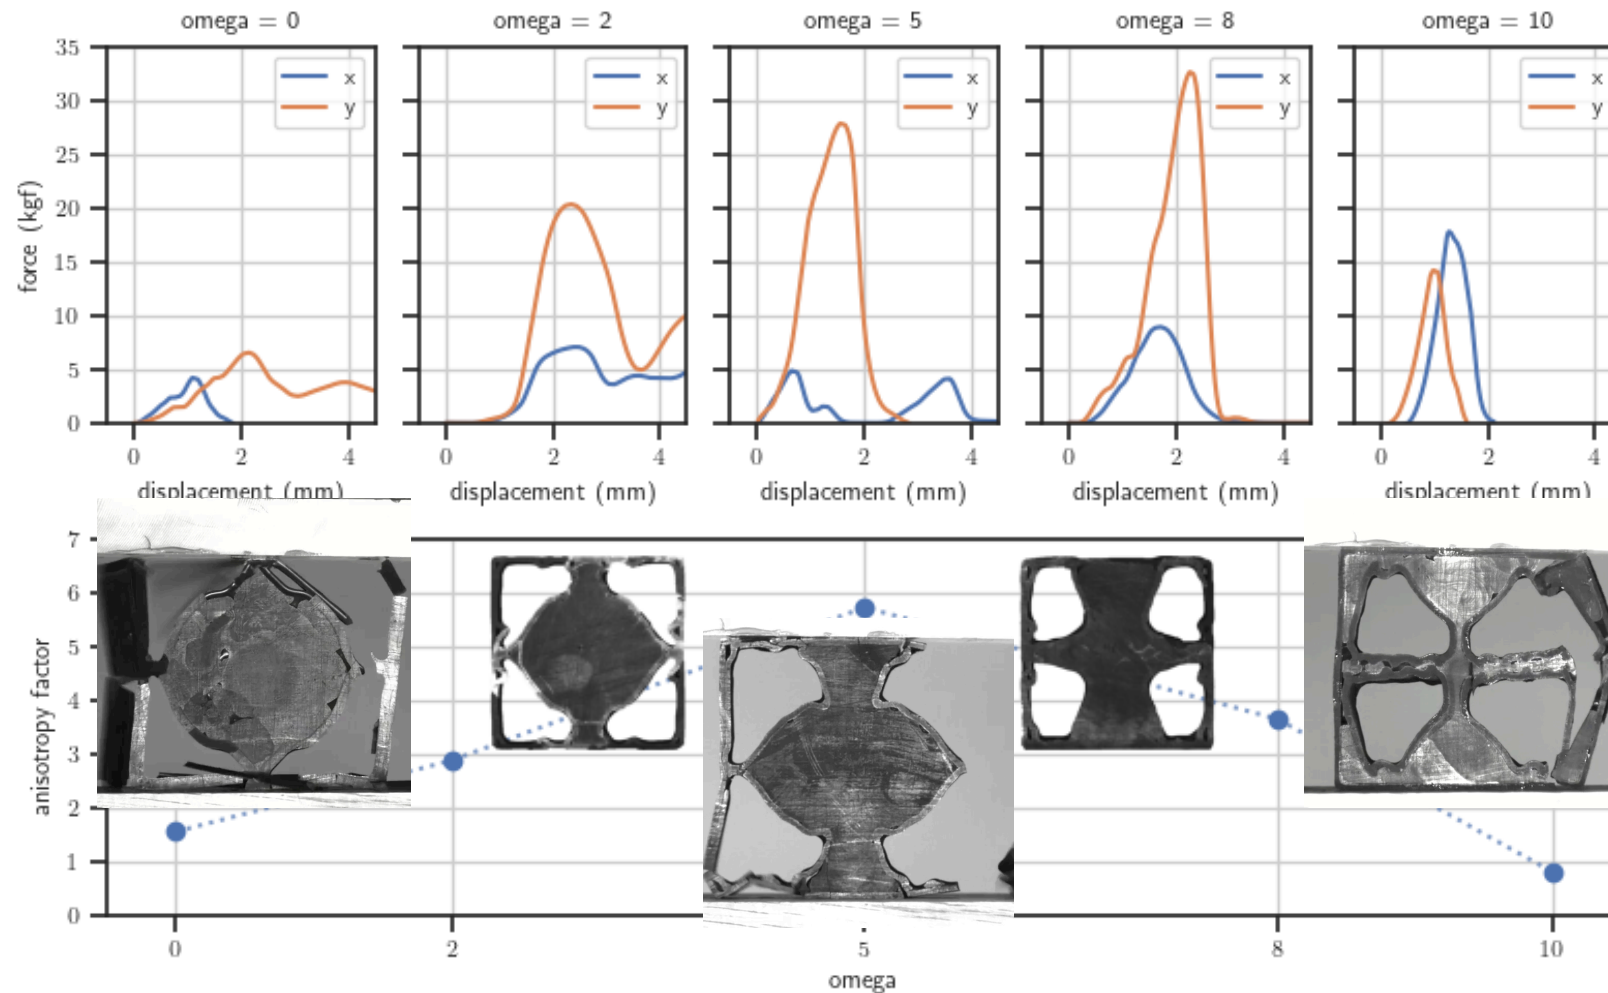 omega = 0
omega = 2
omega = 5
omega = 8
omega = 10
35
30
25
20
15
10
5
0
force (kgf)
x
y
x
y
x
y
x
y
x
y
0 2 4
0 2 4
0 2 4
0 2 4
0 2 4
displacement (mm)
displacement (mm)
displacement (mm)
displacement (mm)
displacement (mm)
7
6
5
4
3
2
1
0
anisotropy factor
0 2 5 8 10
omega